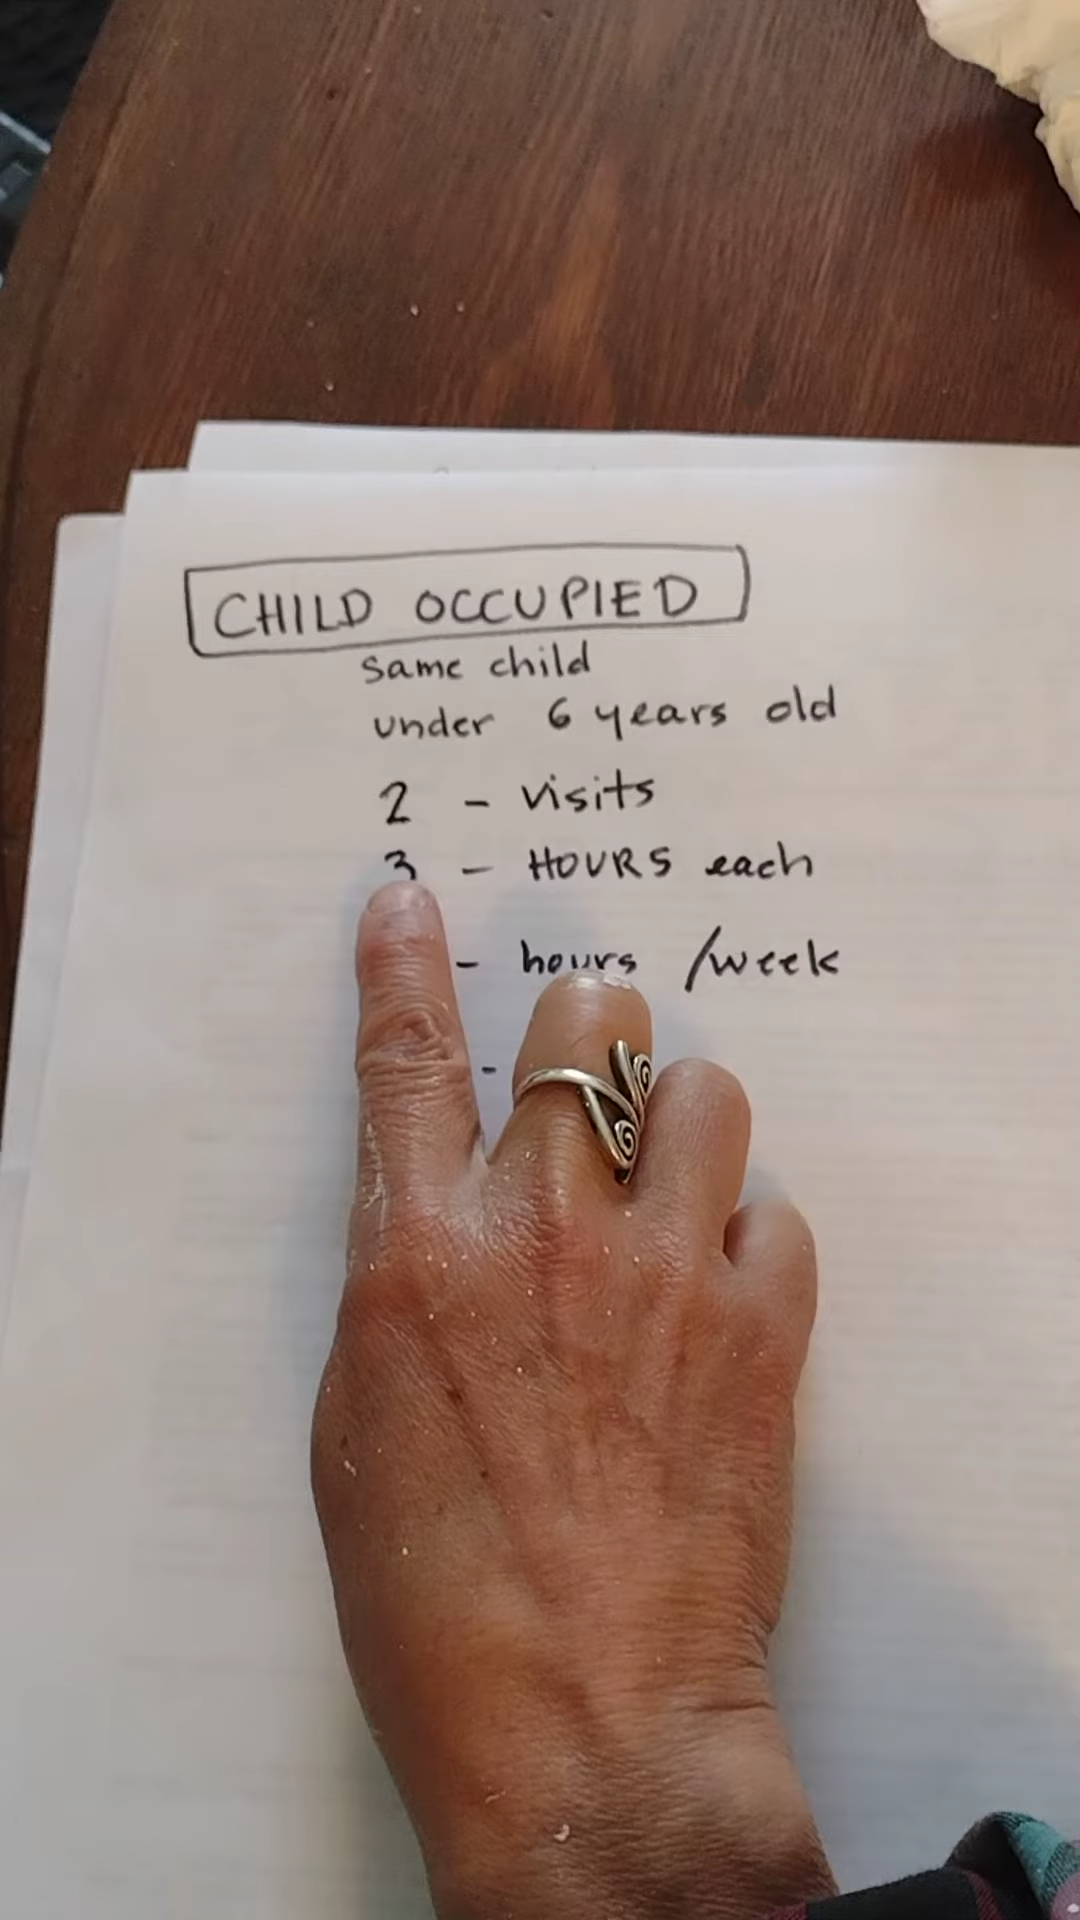 CHILD OCCUPIED
same child
under 6 years old
2 - visits
3 - HOURS each
- hours /week
-